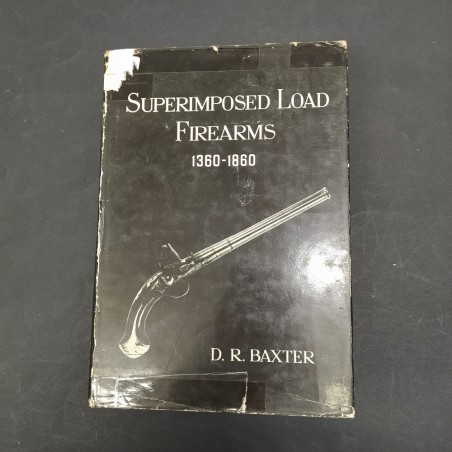 SUPERIMPOSED LOAD
FIREARMS
1360-1860
D. R. BAXTER